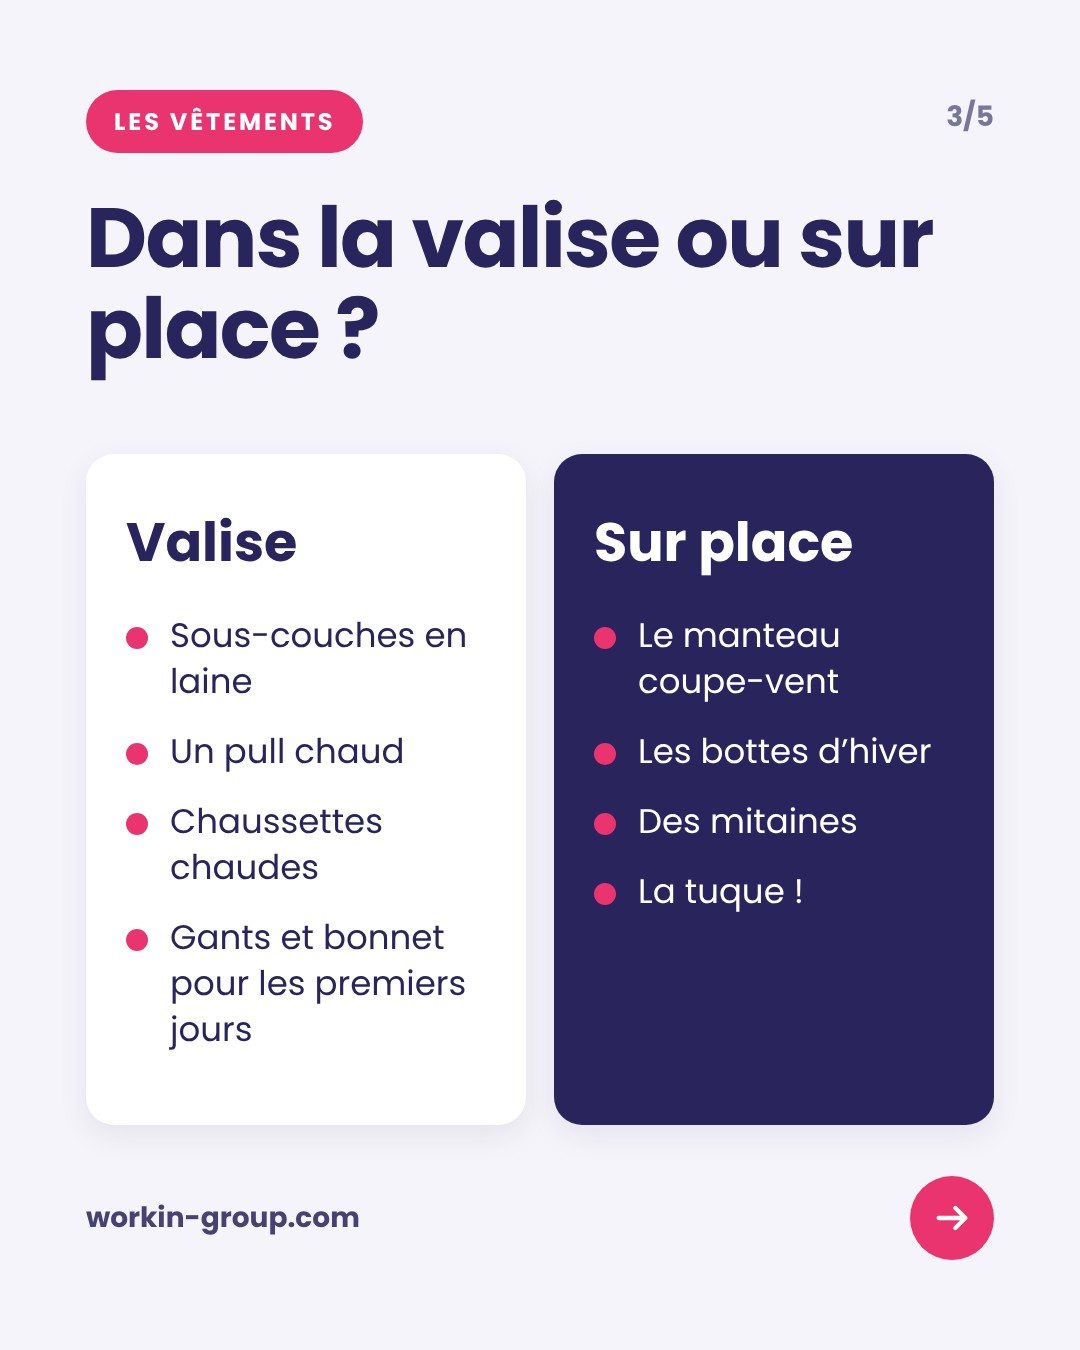 LES VÊTEMENTS
3/5
Dans la valise ou sur
place ?
Valise
Sous-couches en
laine
Un pull chaud
Chaussettes
chaudes
Gants et bonnet
pour les premiers
jours
Sur place
Le manteau
coupe-vent
Les bottes d’hiver
Des mitaines
La tuque !
workin-group.com